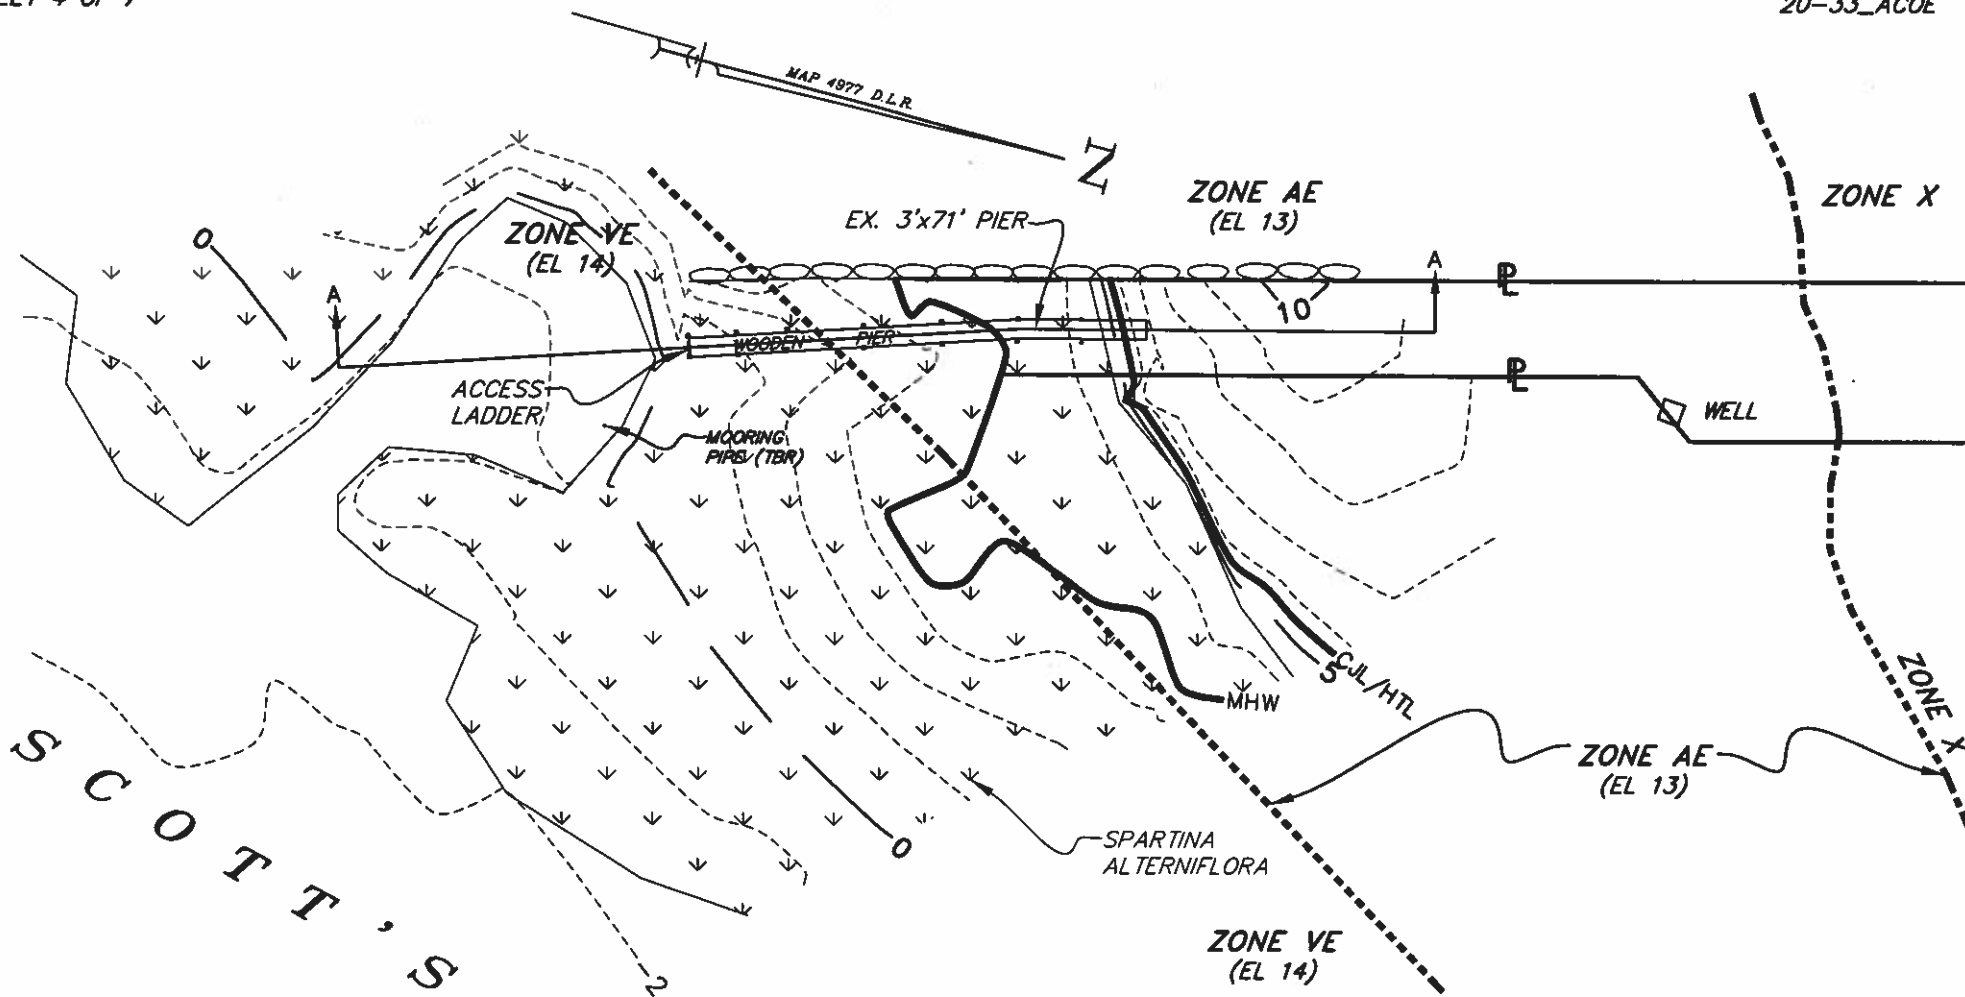 20-33_ACOE
MAP 4977 D.L.R.
N
ZONE AE
(EL 13)
ZONE X
EX. 3'x71' PIER
ZONE VE
(EL 14)
0
A
A
10
WOODEN PIER
ACCESS
LADDER
MOORING
PIPE (TBR)
WELL
CJL/HTL
5
MHW
ZONE X
ZONE AE
(EL 13)
SPARTINA
ALTERNIFLORA
0
ZONE VE
(EL 14)
2
SCOTT'S